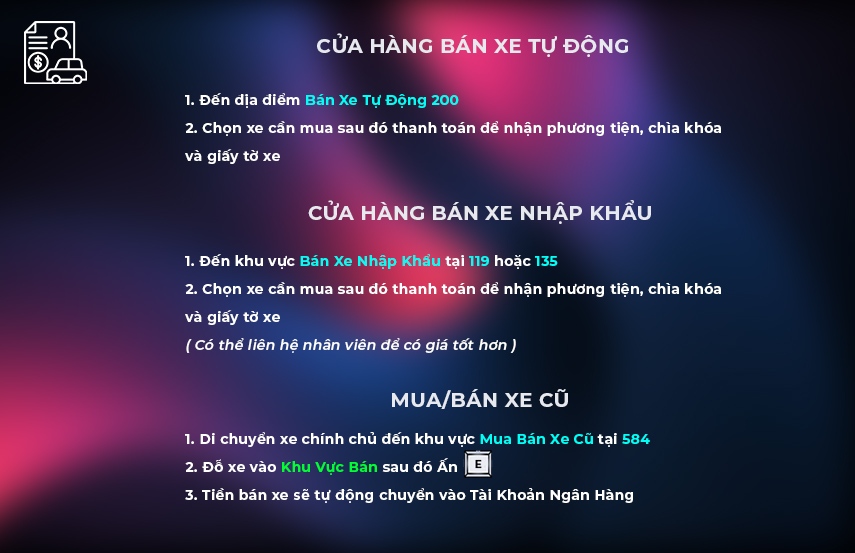 CỬA HÀNG BÁN XE TỰ ĐỘNG
1. Đến địa điểm Bán Xe Tự Động 200
2. Chọn xe cần mua sau đó thanh toán để nhận phương tiện, chìa khóa
và giấy tờ xe
CỬA HÀNG BÁN XE NHẬP KHẨU
1. Đến khu vực Bán Xe Nhập Khẩu tại 119 hoặc 135
2. Chọn xe cần mua sau đó thanh toán để nhận phương tiện, chìa khóa
và giấy tờ xe
( Có thể liên hệ nhân viên để có giá tốt hơn )
MUA/BÁN XE CŨ
1. Di chuyển xe chính chủ đến khu vực Mua Bán Xe Cũ tại 584
2. Đỗ xe vào Khu Vực Bán sau đó Ấn E
3. Tiền bán xe sẽ tự động chuyển vào Tài Khoản Ngân Hàng